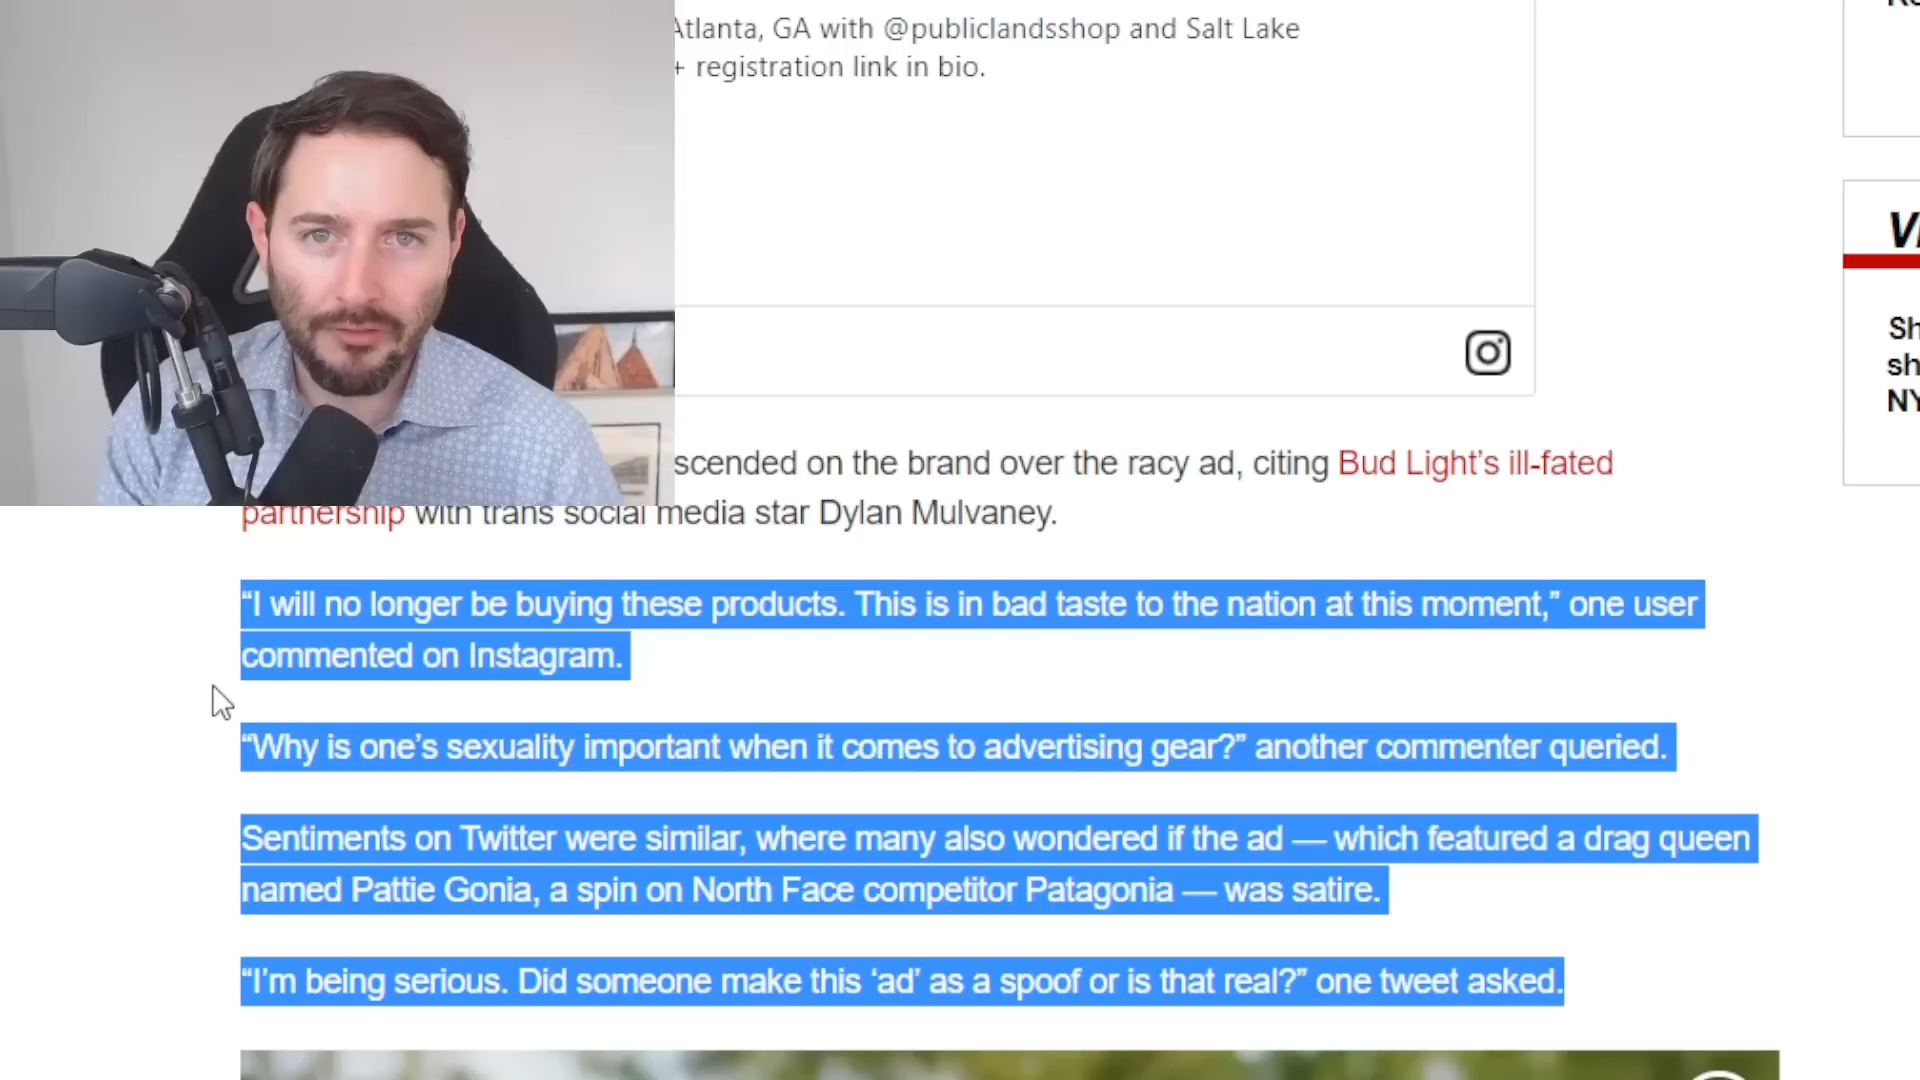 Atlanta, GA with @publiclandsshop and Salt Lake
+ registration link in bio.
scended on the brand over the racy ad, citing Bud Light’s ill-fated
partnership with trans social media star Dylan Mulvaney.
“I will no longer be buying these products. This is in bad taste to the nation at this moment,” one user
commented on Instagram.
“Why is one’s sexuality important when it comes to advertising gear?” another commenter queried.
Sentiments on Twitter were similar, where many also wondered if the ad — which featured a drag queen
named Pattie Gonia, a spin on North Face competitor Patagonia — was satire.
“I’m being serious. Did someone make this ‘ad’ as a spoof or is that real?” one tweet asked.
Sh
sh
NY